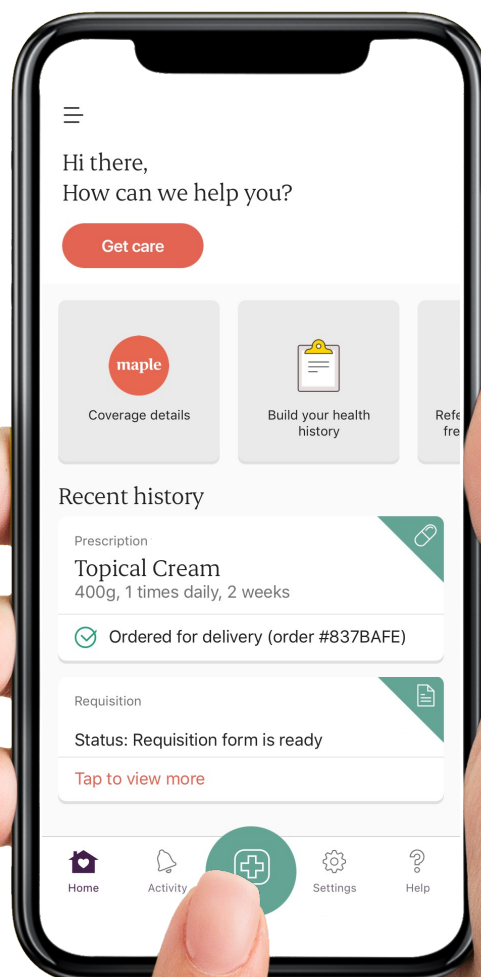 Hi there,
How can we help you?
Get care
maple
Coverage details
Build your health
history
Refe
fre
Recent history
Prescription
Topical Cream
400g, 1 times daily, 2 weeks
Ordered for delivery (order #837BAFE)
Requisition
Status: Requisition form is ready
Tap to view more
Home
Activity
Settings
Help